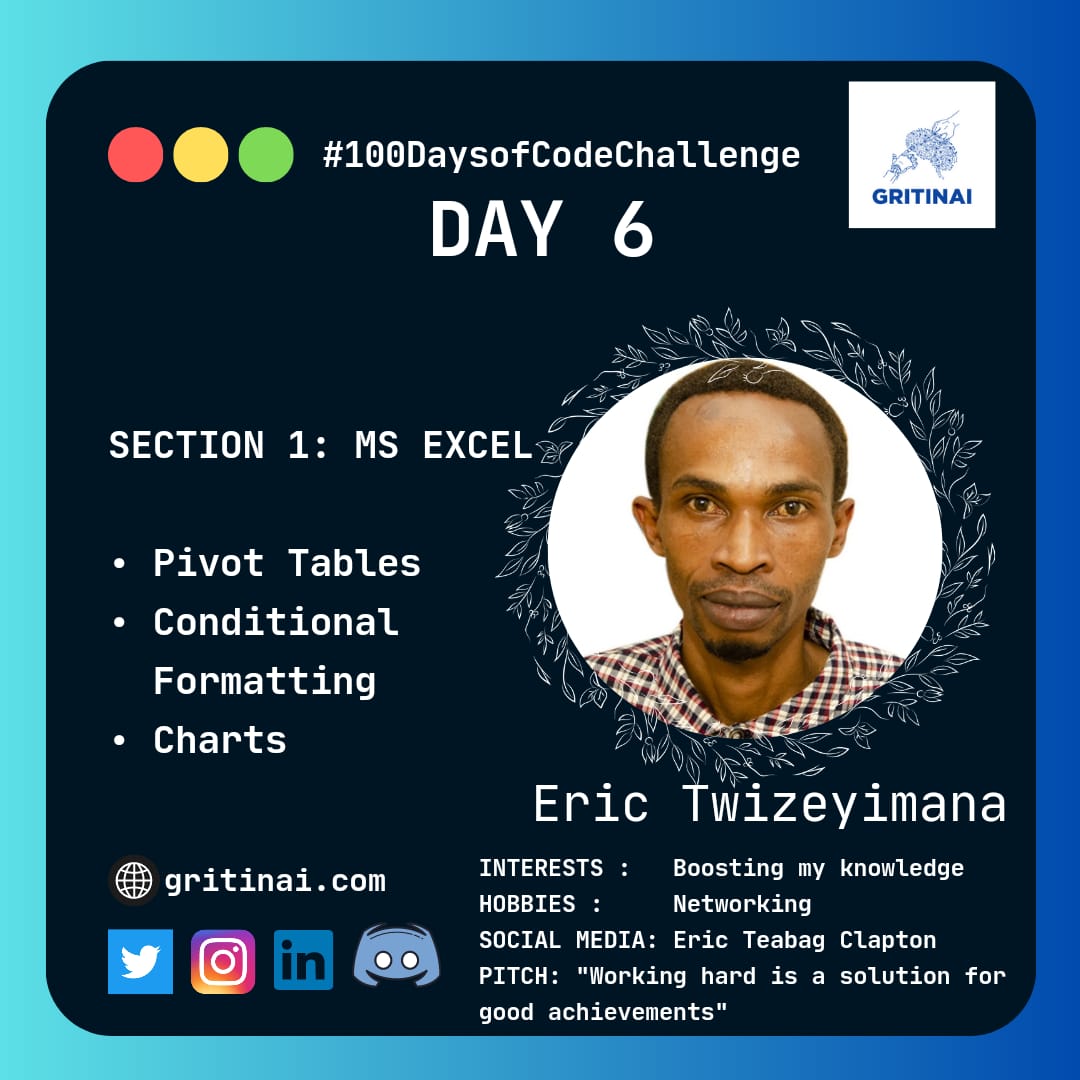 #100DaysofCodeChallenge
DAY 6
GRITINAI
SECTION 1: MS EXCEL
• Pivot Tables
• Conditional
Formatting
• Charts
Eric Twizeyimana
gritinai.com
INTERESTS : Boosting my knowledge
HOBBIES : Networking
SOCIAL MEDIA: Eric Teabag Clapton
PITCH: "Working hard is a solution for
good achievements"
in